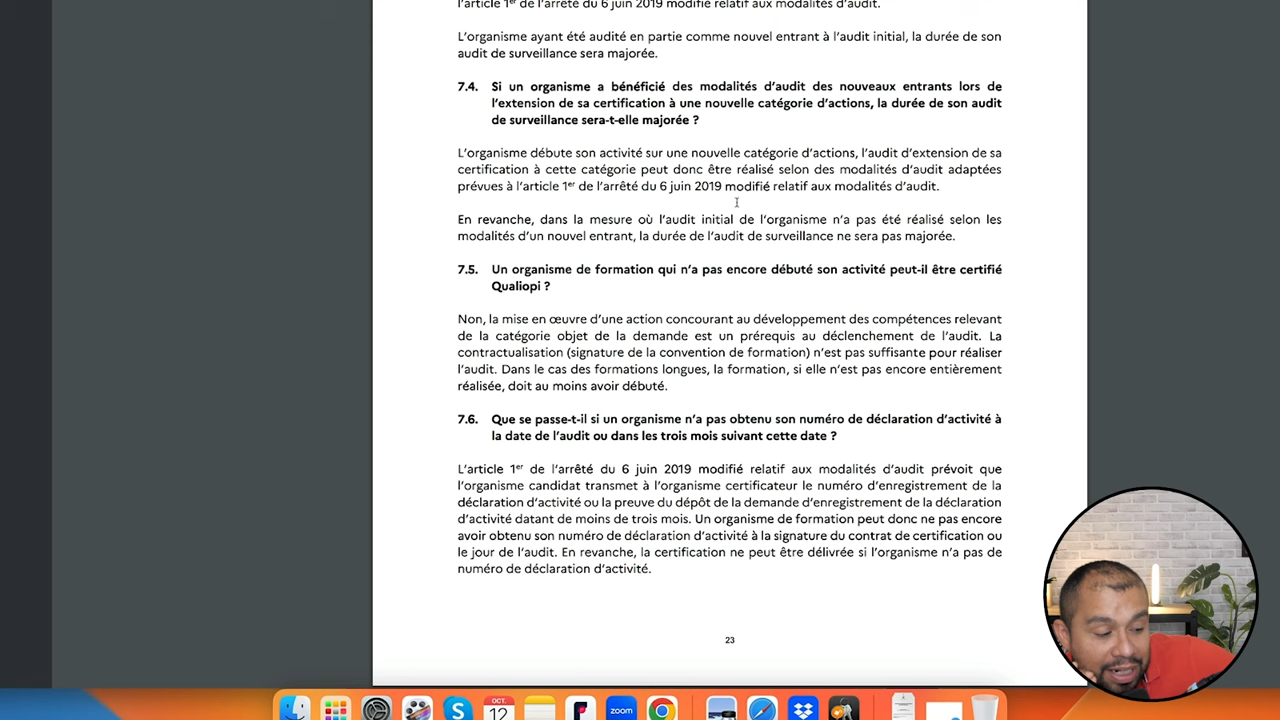 l'article 1er de l'arrêté du 6 juin 2019 modifié relatif aux modalités d'audit.
L'organisme ayant été audité en partie comme nouvel entrant à l'audit initial, la durée de son
audit de surveillance sera majorée.
7.4. Si un organisme a bénéficié des modalités d'audit des nouveaux entrants lors de
l'extension de sa certification à une nouvelle catégorie d'actions, la durée de son audit
de surveillance sera-t-elle majorée ?
L'organisme débute son activité sur une nouvelle catégorie d'actions, l'audit d'extension de sa
certification à cette catégorie peut donc être réalisé selon des modalités d'audit adaptées
prévues à l'article 1er de l'arrêté du 6 juin 2019 modifié relatif aux modalités d'audit.
En revanche, dans la mesure où l'audit initial de l'organisme n'a pas été réalisé selon les
modalités d'un nouvel entrant, la durée de l'audit de surveillance ne sera pas majorée.
7.5. Un organisme de formation qui n'a pas encore débuté son activité peut-il être certifié
Qualiopi ?
Non, la mise en œuvre d'une action concourant au développement des compétences relevant
de la catégorie objet de la demande est un prérequis au déclenchement de l'audit. La
contractualisation (signature de la convention de formation) n'est pas suffisante pour réaliser
l'audit. Dans le cas des formations longues, la formation, si elle n'est pas encore entièrement
réalisée, doit au moins avoir débuté.
7.6. Que se passe-t-il si un organisme n'a pas obtenu son numéro de déclaration d'activité à
la date de l'audit ou dans les trois mois suivant cette date ?
L'article 1er de l'arrêté du 6 juin 2019 modifié relatif aux modalités d'audit prévoit que
l'organisme candidat transmet à l'organisme certificateur le numéro d'enregistrement de la
déclaration d'activité ou la preuve du dépôt de la demande d'enregistrement de la déclaration
d'activité datant de moins de trois mois. Un organisme de formation peut donc ne pas encore
avoir obtenu son numéro de déclaration d'activité à la signature du contrat de certification ou
le jour de l'audit. En revanche, la certification ne peut être délivrée si l'organisme n'a pas de
numéro de déclaration d'activité.
23
OCT.
12
zoom